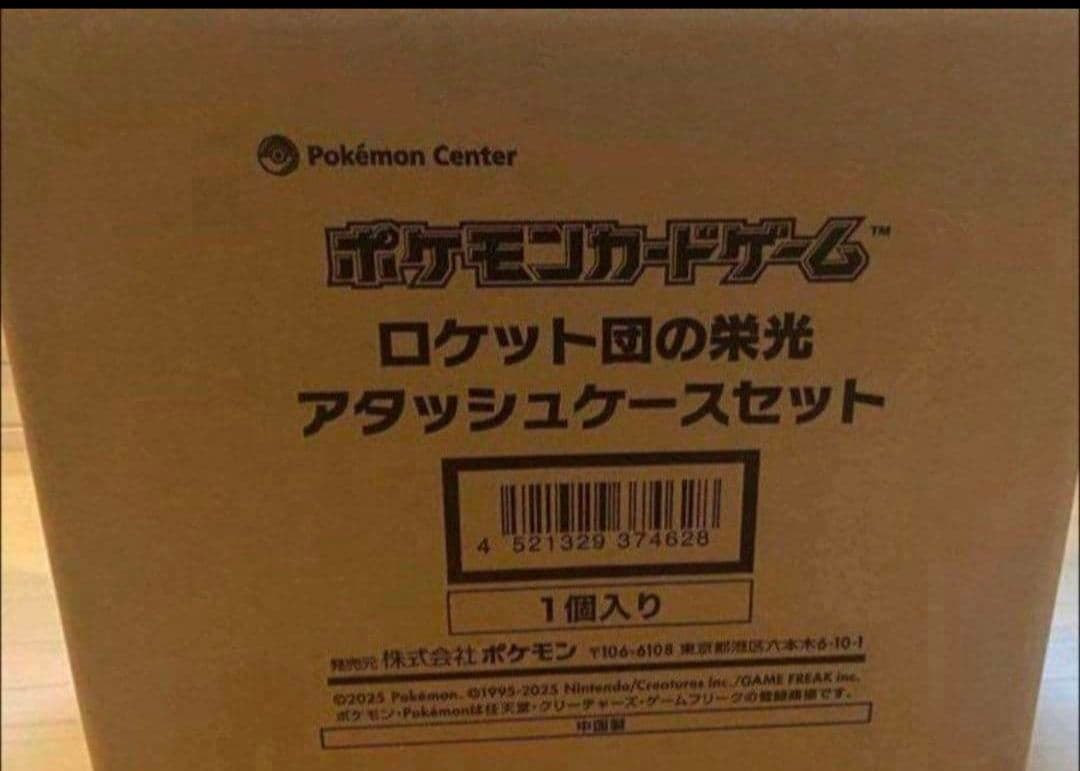 Pokémon Center
ポケモンカードゲーム™
ロケット団の栄光
アタッシュケースセット
4 521329 374628
1個入り
発売元 株式会社ポケモン 〒106-6108 東京都港区六本木6-10-1
©2025 Pokémon. ©1995-2025 Nintendo/Creatures Inc./GAME FREAK inc.
ポケモン・Pokémonは任天堂・クリーチャーズ・ゲームフリークの登録商標です。
中国製